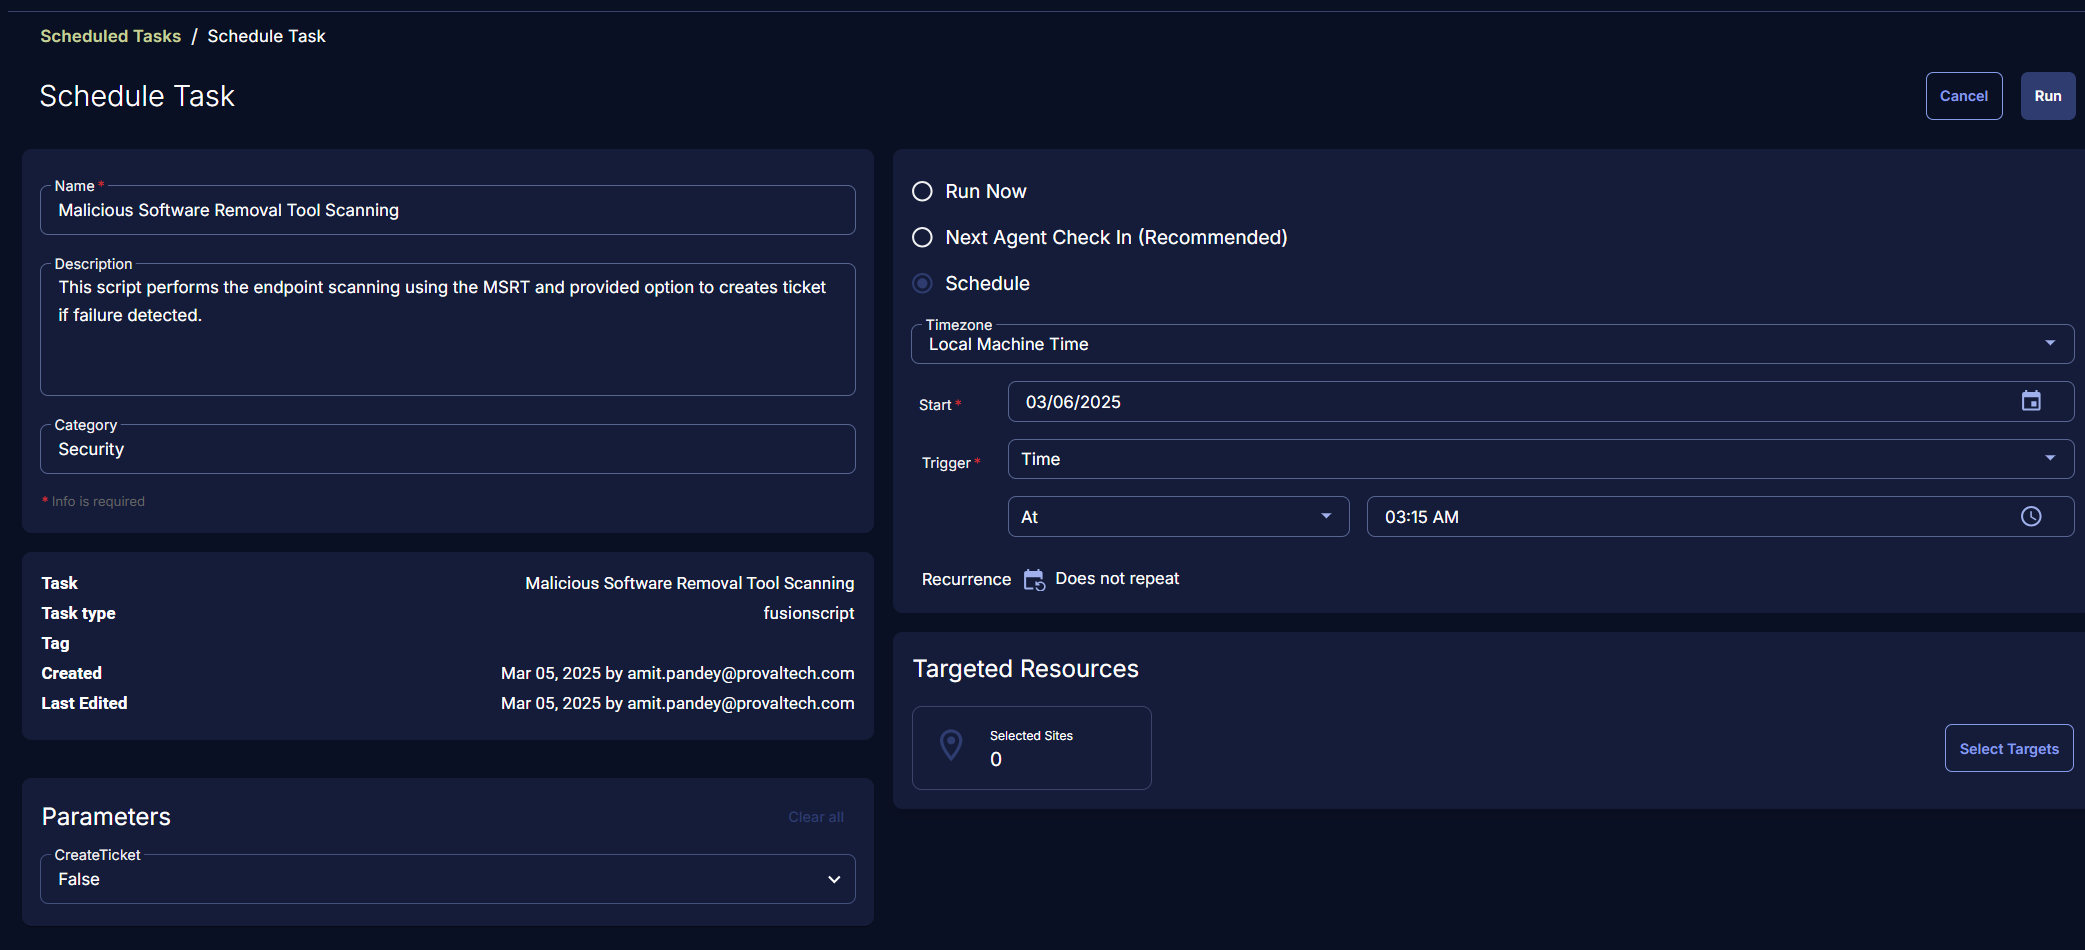 Scheduled Tasks / Schedule Task
Schedule Task
Cancel
Run
Name *
Malicious Software Removal Tool Scanning
Description
This script performs the endpoint scanning using the MSRT and provided option to creates ticket
if failure detected.
Category
Security
* Info is required
Task Malicious Software Removal Tool Scanning
Task type fusionscript
Tag
Created Mar 05, 2025 by amit.pandey@provaltech.com
Last Edited Mar 05, 2025 by amit.pandey@provaltech.com
Parameters
Clear all
CreateTicket
False
Run Now
Next Agent Check In (Recommended)
Schedule
Timezone
Local Machine Time
Start * 03/06/2025
Trigger * Time
At 03:15 AM
Recurrence Does not repeat
Targeted Resources
Selected Sites
0
Select Targets